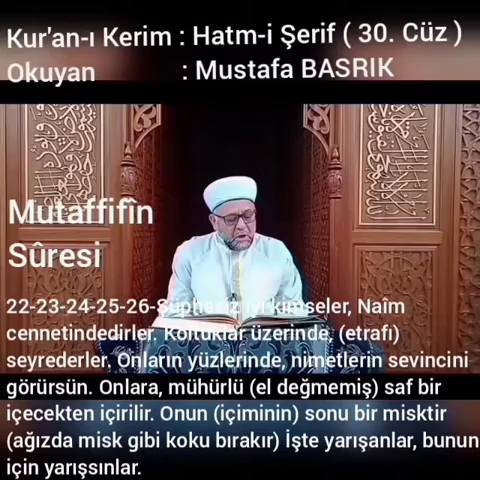 Kur'an-ı Kerim : Hatm-i Şerif ( 30. Cüz )
Okuyan : Mustafa BASRIK
Mutaffifîn
Sûresi
22-23-24-25-26-Şüphesiz iyi kimseler, Naîm
cennetindedirler. Koltuklar üzerinde, (etrafı)
seyrederler. Onların yüzlerinde, nimetlerin sevincini
görürsün. Onlara, mühürlü (el değmemiş) saf bir
içecekten içirilir. Onun (içiminin) sonu bir misktir
(ağızda misk gibi koku bırakır) İşte yarışanlar, bunun
için yarışsınlar.